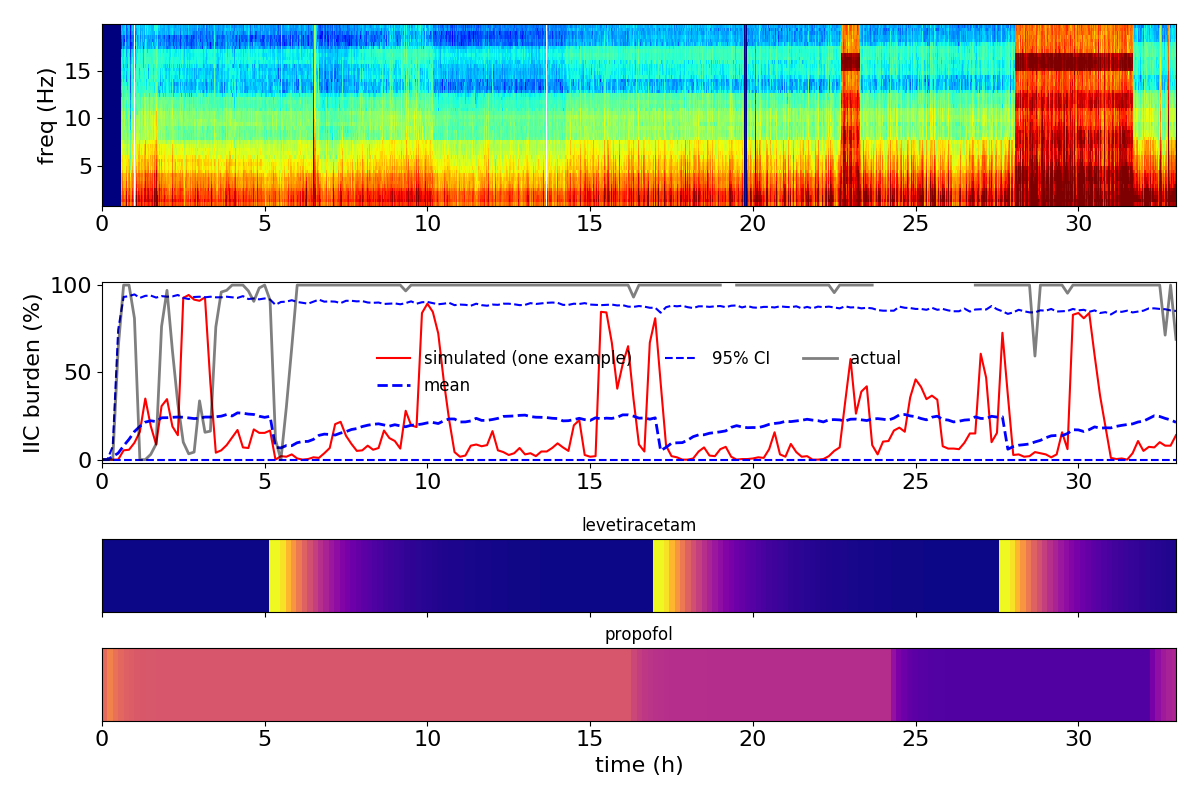 15
10
5
freq (Hz)
0 5 10 15 20 25 30
100
50
0
IIC burden (%)
simulated (one example) 95% CI actual
mean
0 5 10 15 20 25 30
levetiracetam
propofol
0 5 10 15 20 25 30
time (h)